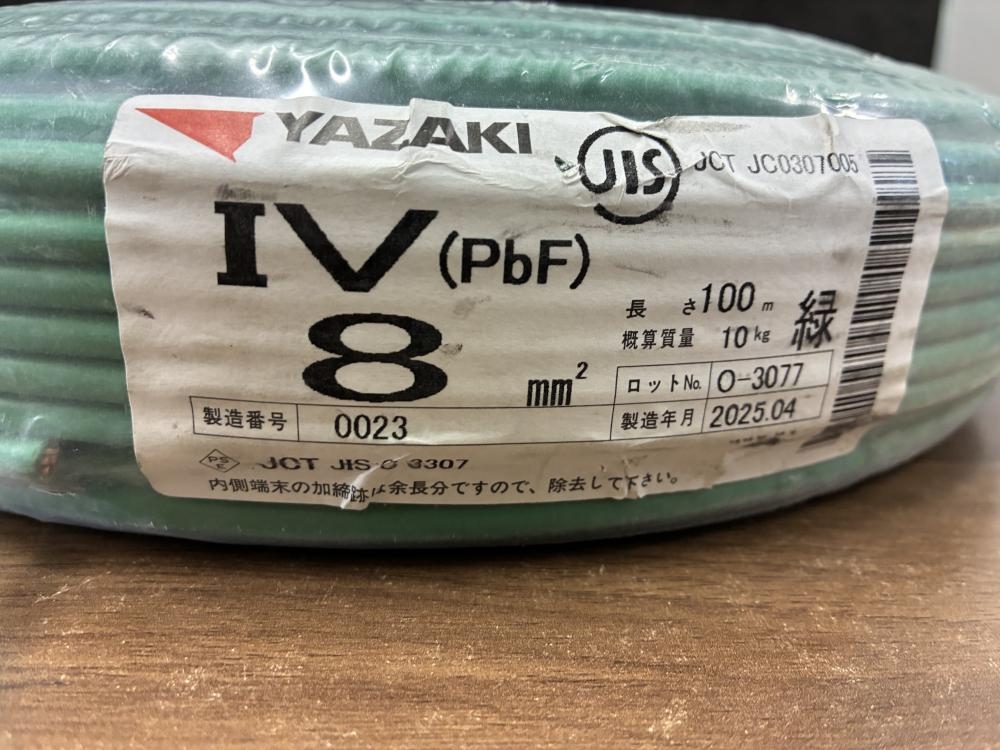 YAZAKI
JIS
JCT JC0307005
IV(PbF)
8 mm²
長さ100m
概算質量 10kg
緑
ロットNo. O-3077
製造年月 2025.04
製造番号 0023
PSE JCT JIS C 3307
内側端末の加締跡は余長分ですので、除去して下さい。